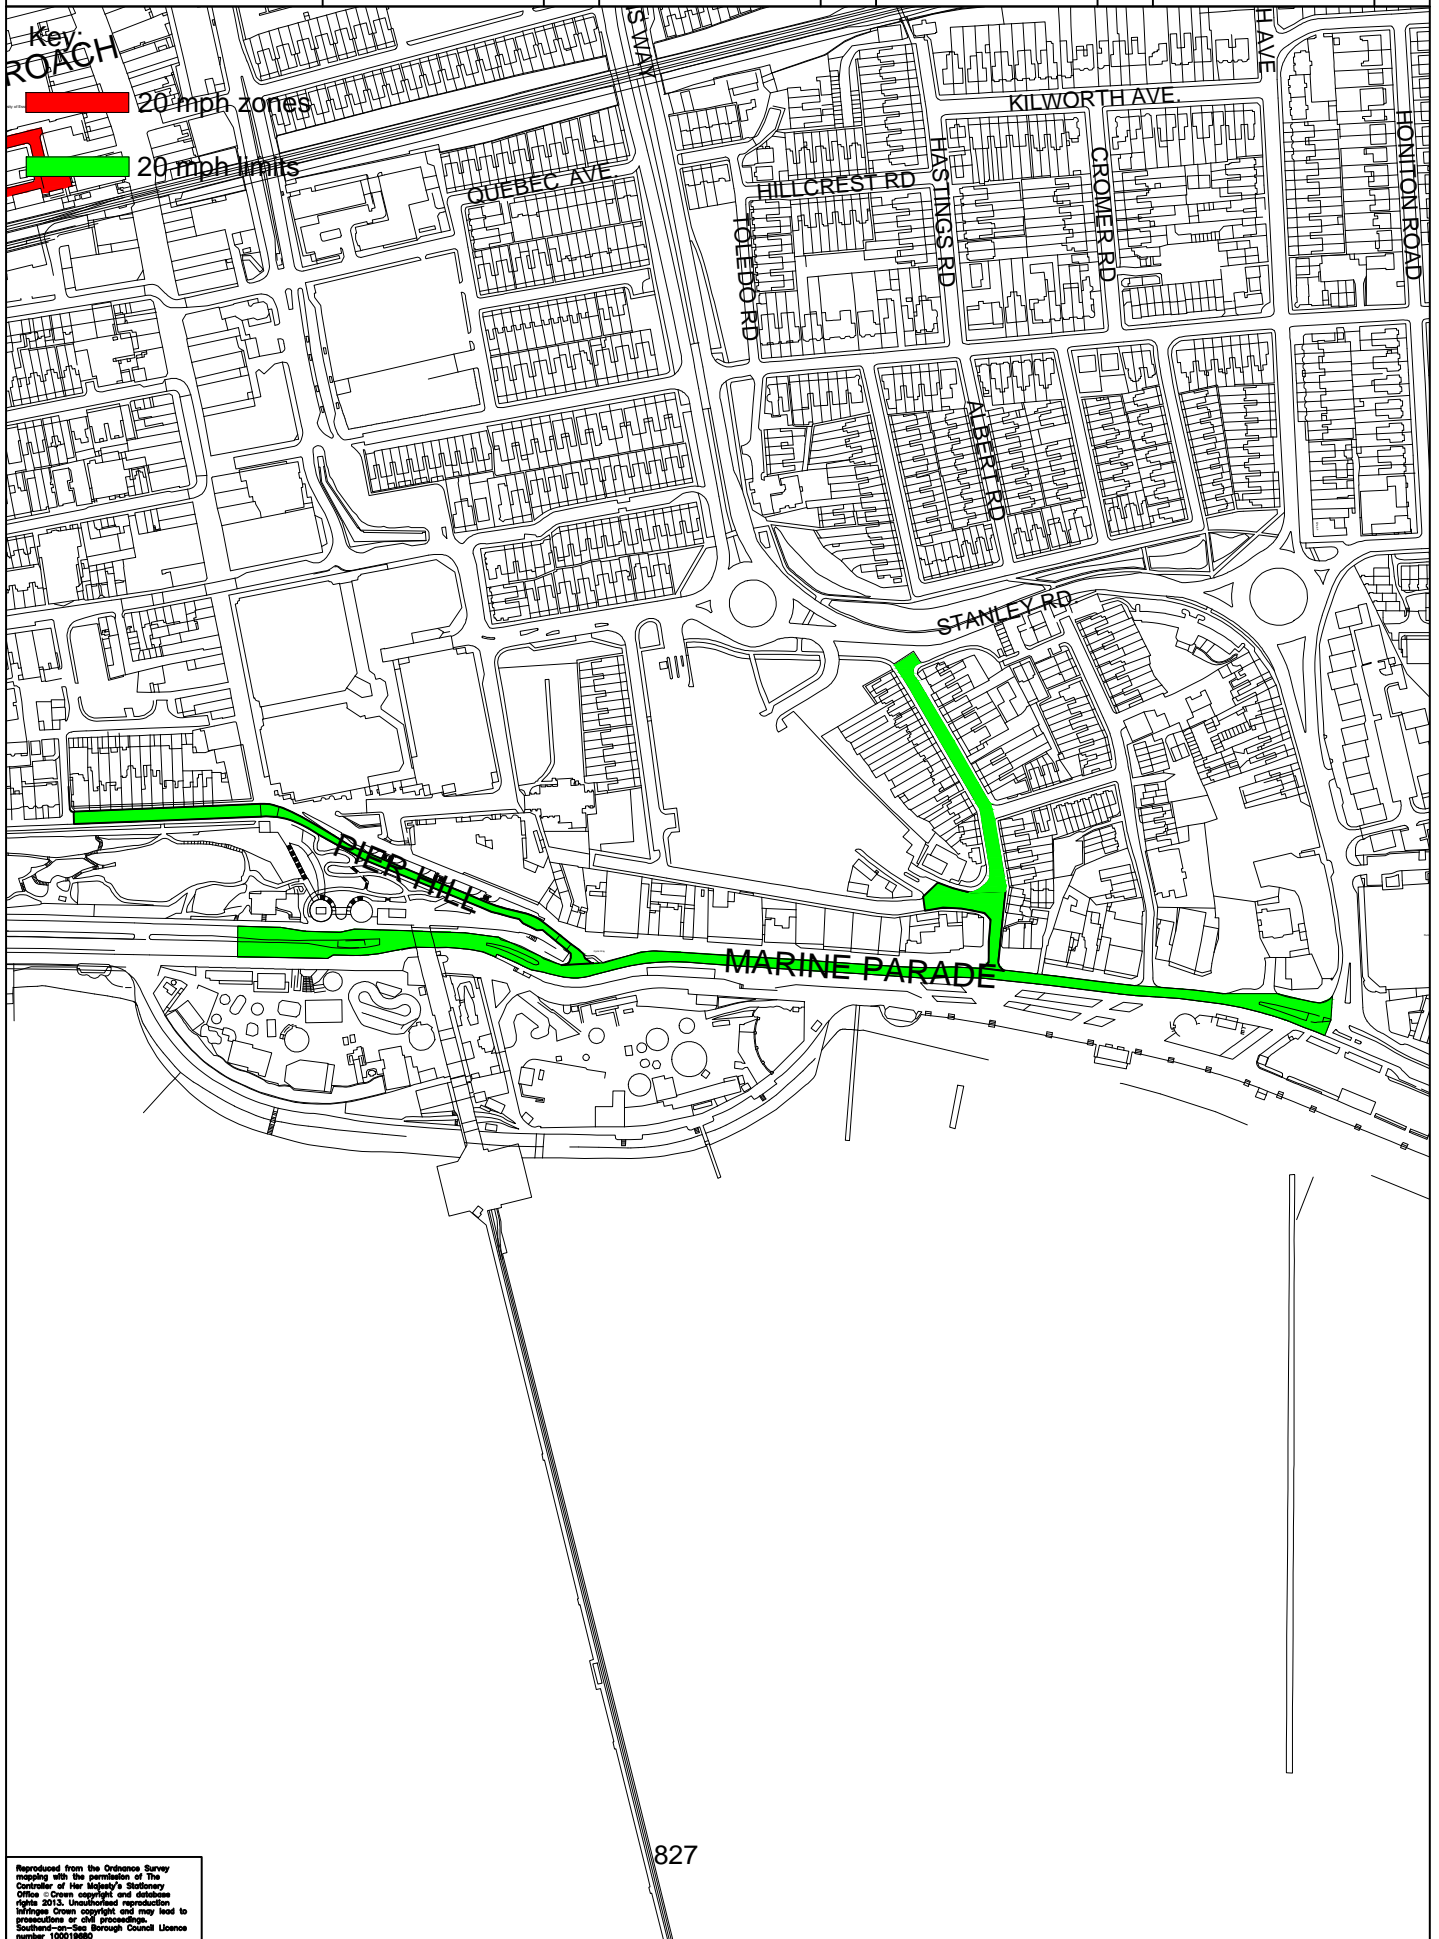 Key:
ROACH
20 mph zones
20 mph limits
S WAY
H AVE
KILWORTH AVE.
HONITON ROAD
QUEBEC AVE.
HILLCREST RD
HASTINGS RD
CROMER RD
TOLEDO RD
ALBERT RD
STANLEY RD
PIER HILL
MARINE PARADE
827
Reproduced from the Ordnance Survey
mapping with the permission of The
Controller of Her Majesty's Stationery
Office © Crown copyright and database
rights 2013. Unauthorised reproduction
infringes Crown copyright and may lead to
prosecutions or civil proceedings.
Southend-on-Sea Borough Council Licence
number 100019680